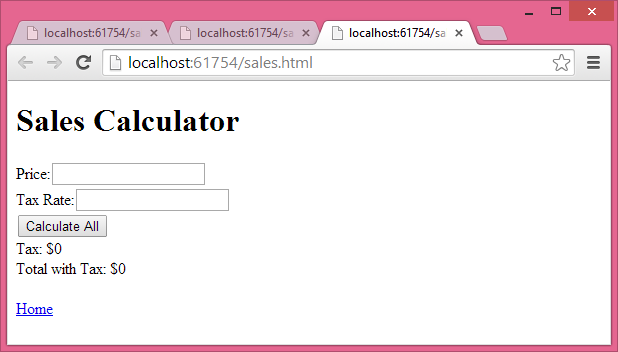 localhost:61754/sa
localhost:61754/sa
localhost:61754/sa
localhost:61754/sales.html
Sales Calculator
Price:
Tax Rate:
Calculate All
Tax: $0
Total with Tax: $0
Home